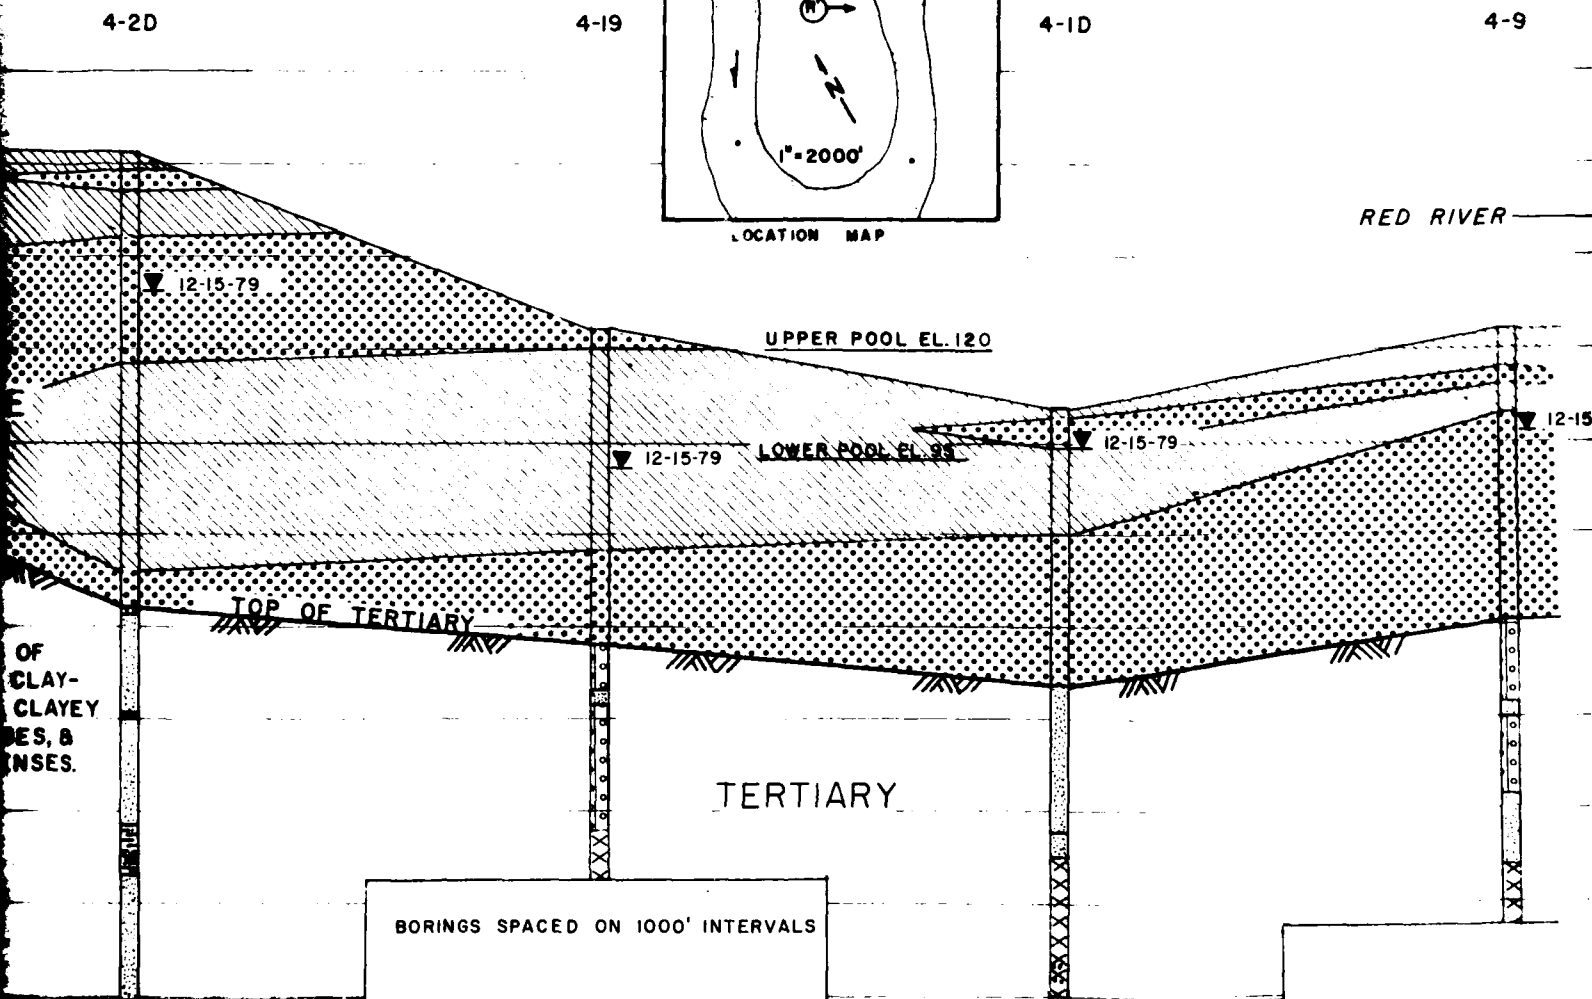 4-2D
4-19
4-1D
4-9
N
1"=2000'
LOCATION MAP
RED RIVER
12-15-79
UPPER POOL EL. 120
12-15-79
LOWER POOL EL. 95
12-15-79
12-15
TOP OF TERTIARY
OF
CLAY-
CLAYEY
&
TERTIARY
BORINGS SPACED ON 1000' INTERVALS